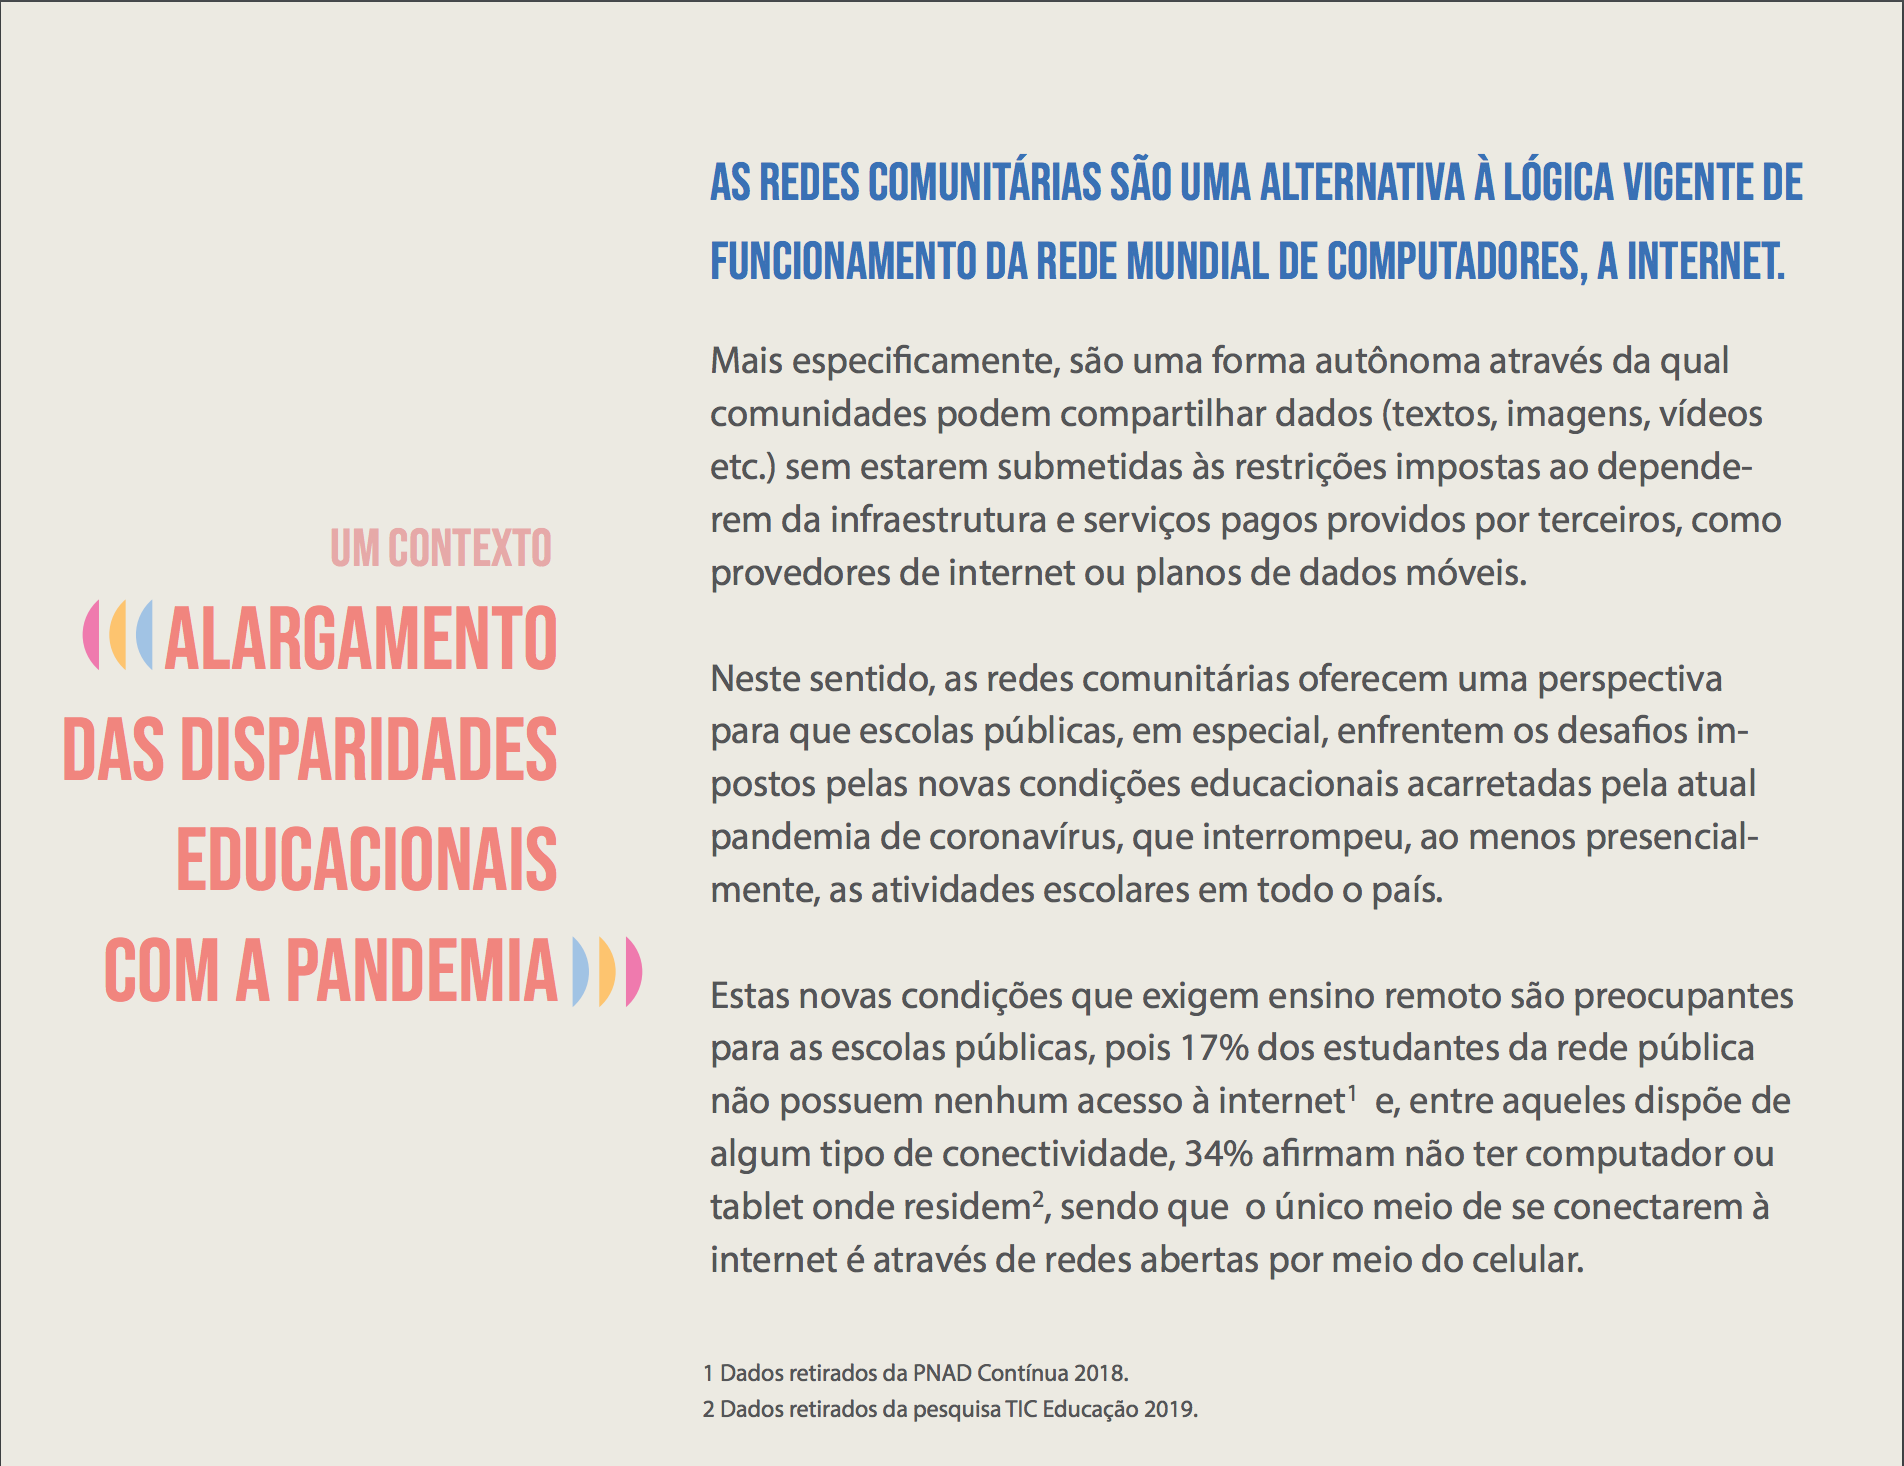 UM CONTEXTO
ALARGAMENTO
DAS DISPARIDADES
EDUCACIONAIS
COM A PANDEMIA
AS REDES COMUNITÁRIAS SÃO UMA ALTERNATIVA À LÓGICA VIGENTE DE
FUNCIONAMENTO DA REDE MUNDIAL DE COMPUTADORES, A INTERNET.
Mais especificamente, são uma forma autônoma através da qual
comunidades podem compartilhar dados (textos, imagens, vídeos
etc.) sem estarem submetidas às restrições impostas ao depende-
rem da infraestrutura e serviços pagos providos por terceiros, como
provedores de internet ou planos de dados móveis.
Neste sentido, as redes comunitárias oferecem uma perspectiva
para que escolas públicas, em especial, enfrentem os desafios im-
postos pelas novas condições educacionais acarretadas pela atual
pandemia de coronavírus, que interrompeu, ao menos presencial-
mente, as atividades escolares em todo o país.
Estas novas condições que exigem ensino remoto são preocupantes
para as escolas públicas, pois 17% dos estudantes da rede pública
não possuem nenhum acesso à internet¹ e, entre aqueles dispõe de
algum tipo de conectividade, 34% afirmam não ter computador ou
tablet onde residem², sendo que o único meio de se conectarem à
internet é através de redes abertas por meio do celular.
1 Dados retirados da PNAD Contínua 2018.
2 Dados retirados da pesquisa TIC Educação 2019.